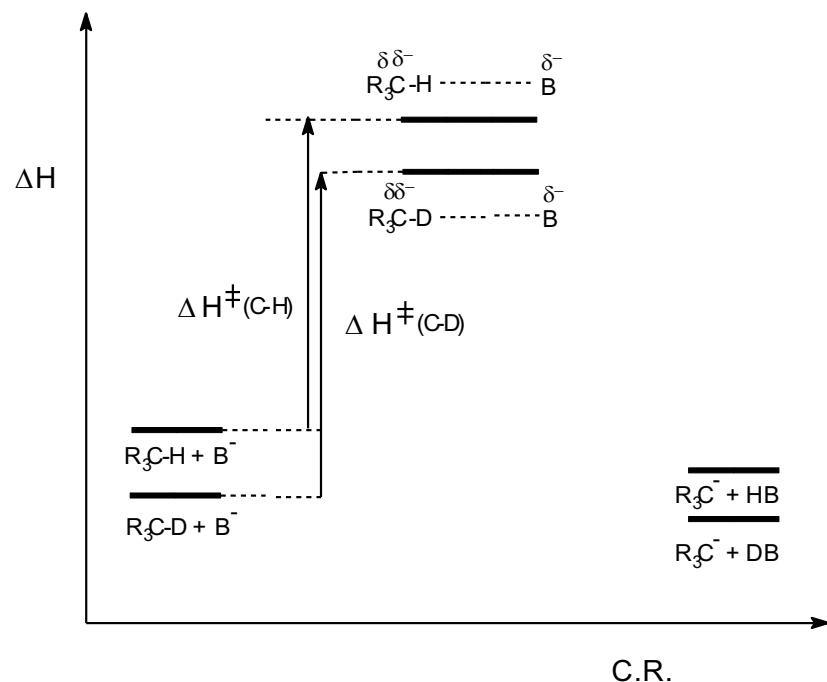 δ δ− δ−
R₃C-H B
ΔH
δδ− δ−
R₃C-D B
Δ H‡(C-H)
Δ H‡(C-D)
R₃C-H + B⁻
R₃C-D + B⁻
R₃C⁻ + HB
R₃C⁻ + DB
C.R.